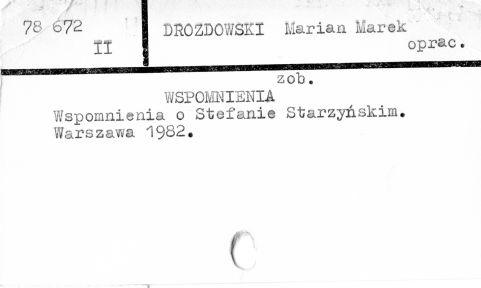 78 672
II
DROZDOWSKI Marian Marek
oprac.
zob.
WSPOMNIENIA
Wspomnienia o Stefanie Starzyńskim.
Warszawa 1982.